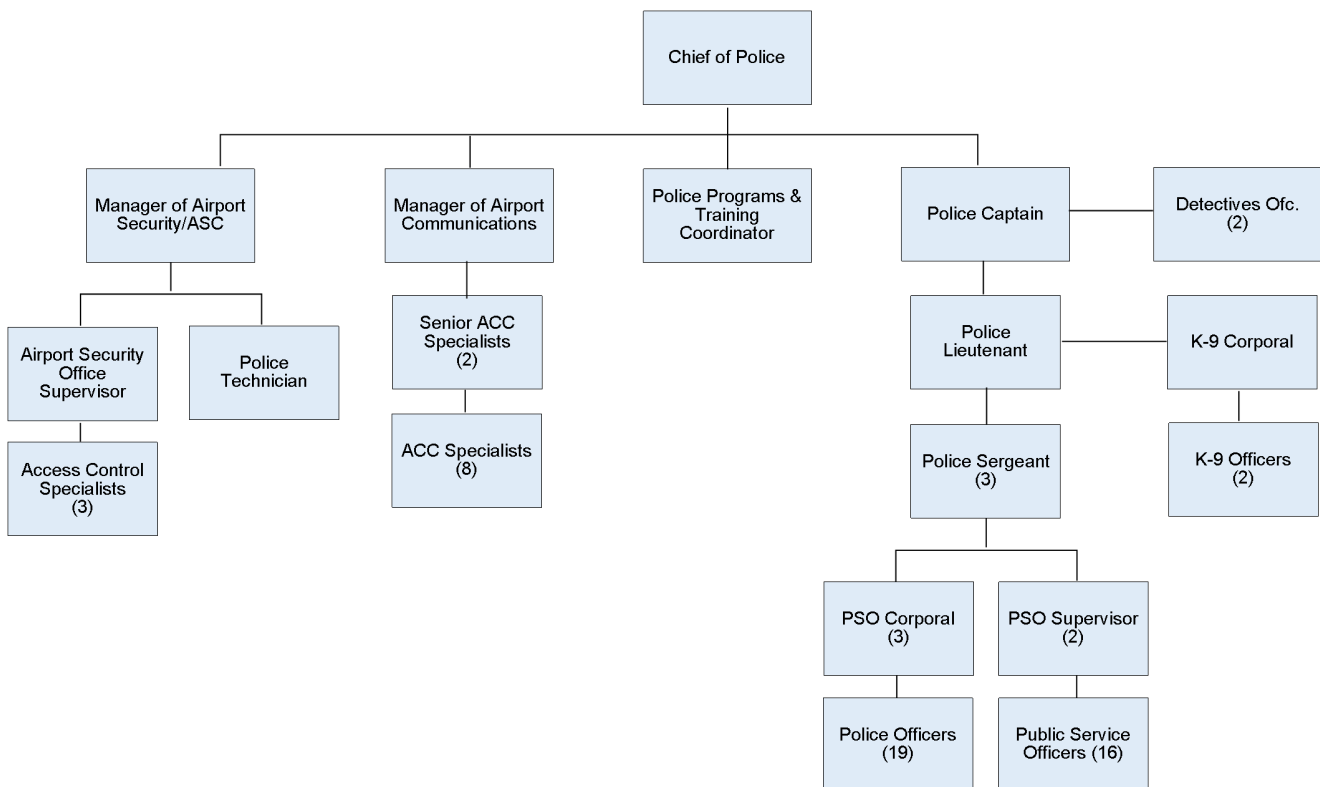 Chief of Police
Manager of Airport
Security/ASC
Manager of Airport
Communications
Police Programs &
Training
Coordinator
Police Captain
Detectives Ofc.
(2)
Airport Security
Office
Supervisor
Police
Technician
Senior ACC
Specialists
(2)
Police
Lieutenant
K-9 Corporal
Access Control
Specialists
(3)
ACC Specialists
(8)
Police Sergeant
(3)
K-9 Officers
(2)
PSO Corporal
(3)
PSO Supervisor
(2)
Police Officers
(19)
Public Service
Officers (16)